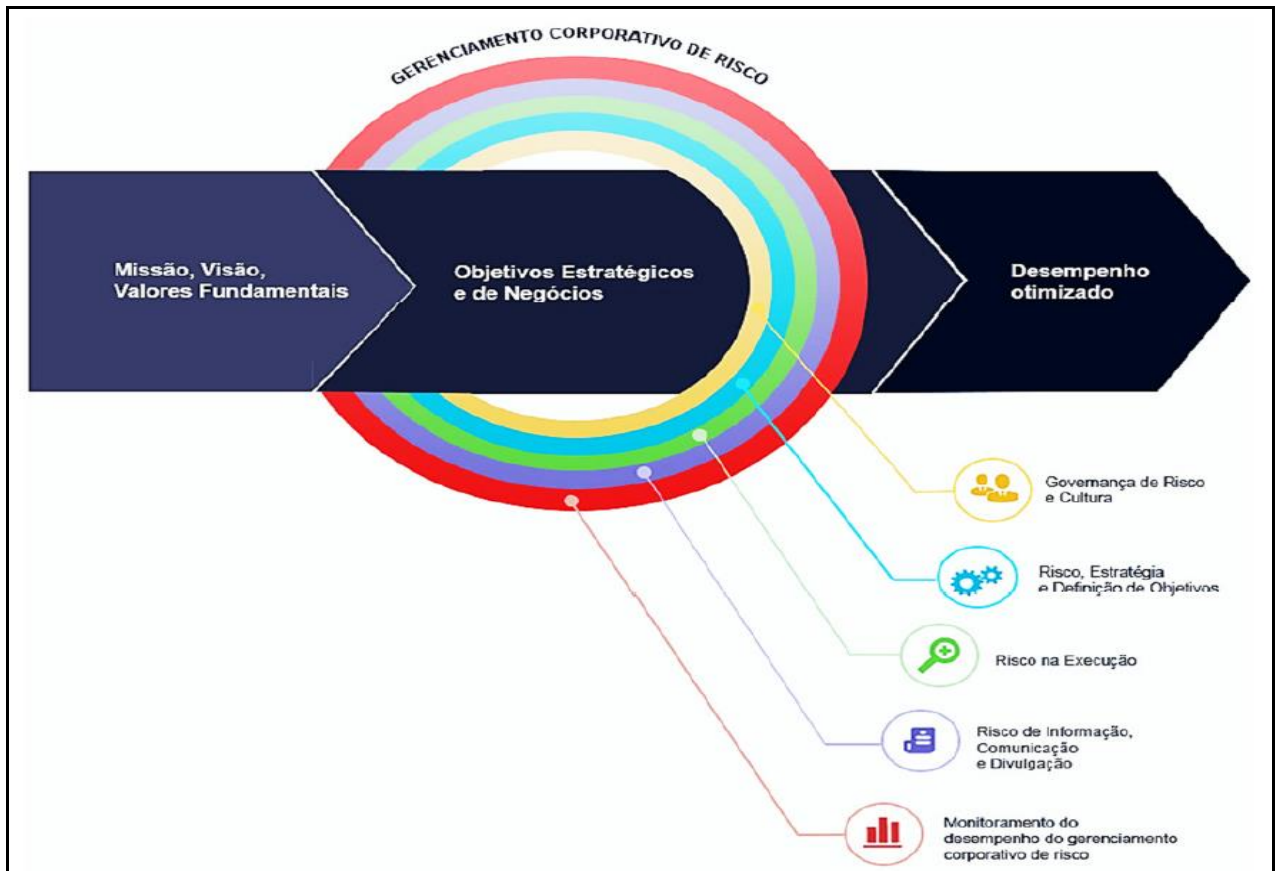 GERENCIAMENTO CORPORATIVO DE RISCO
Missão, Visão,
Valores Fundamentais
Objetivos Estratégicos
e de Negócios
Desempenho
otimizado
Governança de Risco
e Cultura
Risco, Estratégia
e Definição de Objetivos
Risco na Execução
Risco de Informação,
Comunicação
e Divulgação
Monitoramento do
desempenho do gerenciamento
corporativo de risco